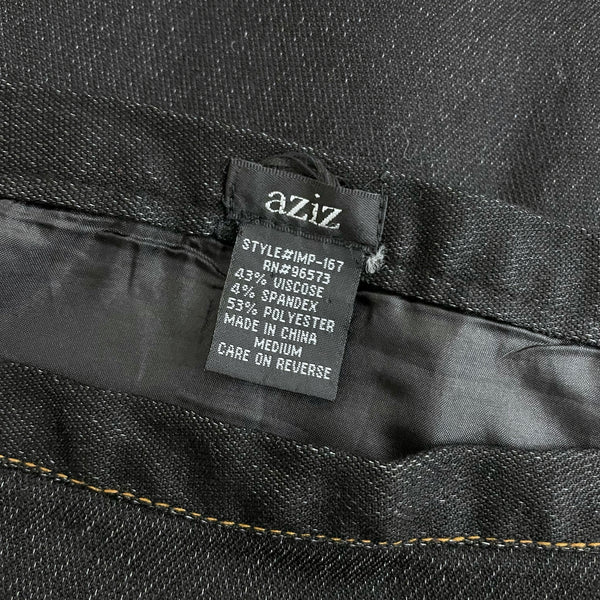 aziz
STYLE#IMP-167
RN#96573
43% VISCOSE
4% SPANDEX
53% POLYESTER
MADE IN CHINA
MEDIUM
CARE ON REVERSE